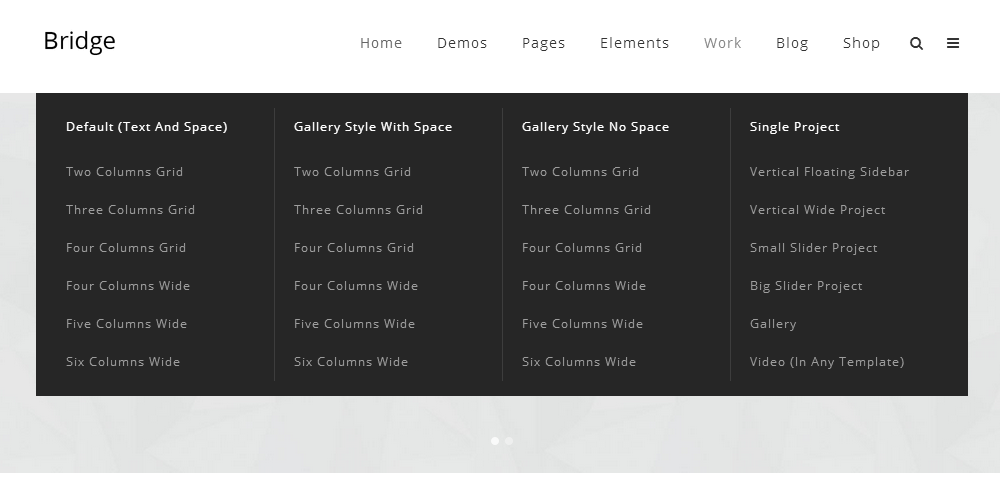 Bridge
Home Demos Pages Elements Work Blog Shop
Default (Text And Space)
Two Columns Grid
Three Columns Grid
Four Columns Grid
Four Columns Wide
Five Columns Wide
Six Columns Wide
Gallery Style With Space
Two Columns Grid
Three Columns Grid
Four Columns Grid
Four Columns Wide
Five Columns Wide
Six Columns Wide
Gallery Style No Space
Two Columns Grid
Three Columns Grid
Four Columns Grid
Four Columns Wide
Five Columns Wide
Six Columns Wide
Single Project
Vertical Floating Sidebar
Vertical Wide Project
Small Slider Project
Big Slider Project
Gallery
Video (In Any Template)